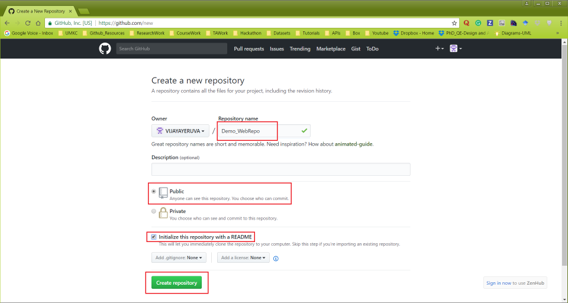 Create a New Repository
GitHub, Inc. [US] | https://github.com/new
Google Voice - Inbox UMKC Github_Resources ResearchWork CourseWork TAWork Hackathon Datasets Tutorials APIs Box Youtube Dropbox - Home PhD_QE-Design and / Diagrams-UML
Search GitHub Pull requests Issues Trending Marketplace Gist ToDo
Create a new repository
A repository contains all the files for your project, including the revision history.
Owner Repository name
VIJAYAYERUVA / Demo_WebRepo
Great repository names are short and memorable. Need inspiration? How about animated-guide.
Description (optional)
Public
Anyone can see this repository. You choose who can commit.
Private
You choose who can see and commit to this repository.
Initialize this repository with a README
This will let you immediately clone the repository to your computer. Skip this step if you're importing an existing repository.
Add .gitignore: None Add a license: None
Create repository
Sign in now to use ZenHub